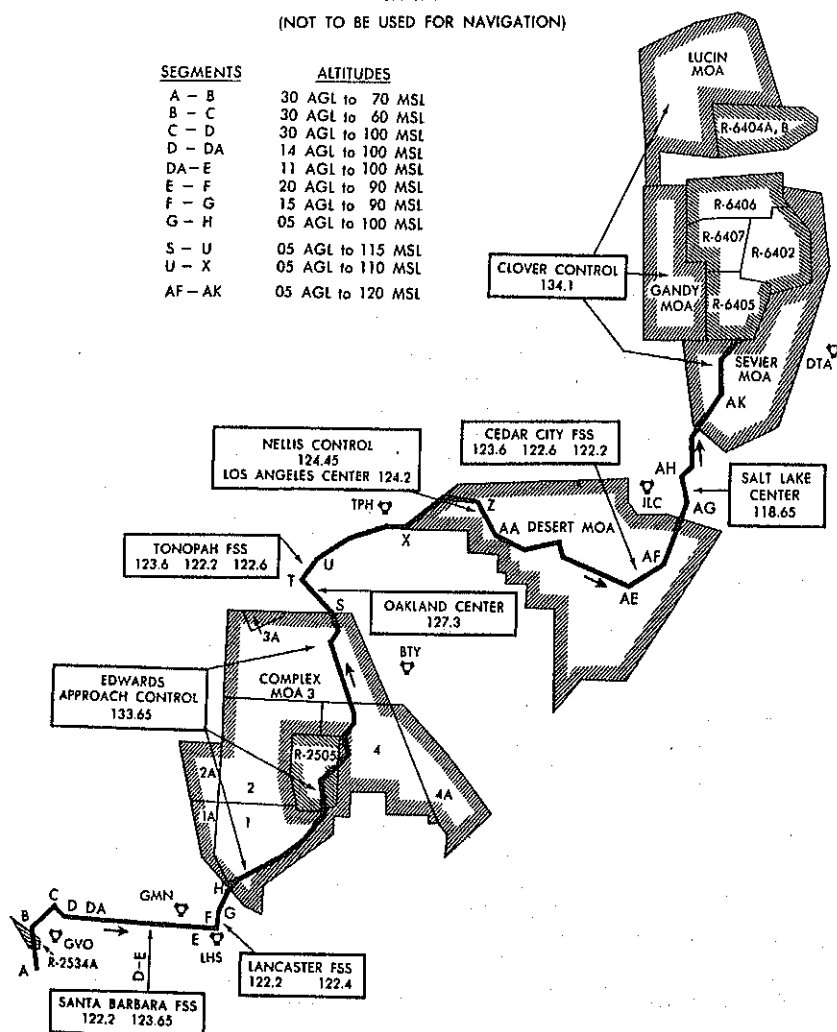 (NOT TO BE USED FOR NAVIGATION)
SEGMENTS ALTITUDES
A – B 30 AGL to 70 MSL
B – C 30 AGL to 60 MSL
C – D 30 AGL to 100 MSL
D – DA 14 AGL to 100 MSL
DA – E 11 AGL to 100 MSL
E – F 20 AGL to 90 MSL
F – G 15 AGL to 90 MSL
G – H 05 AGL to 100 MSL
S – U 05 AGL to 115 MSL
U – X 05 AGL to 110 MSL
AF – AK 05 AGL to 120 MSL
LUCIN
MOA
R-6404A, B
R-6406
R-6407
R-6402
CLOVER CONTROL
134.1
GANDY
MOA
R-6405
SEVIER
MOA
DTA
AK
NELLIS CONTROL
124.45
LOS ANGELES CENTER 124.2
CEDAR CITY FSS
123.6 122.6 122.2
AH
ILC
AG
SALT LAKE
CENTER
118.65
TPH
Z
X
AA
DESERT MOA
AF
AE
TONOPAH FSS
123.6 122.2 122.6
U
T
S
OAKLAND CENTER
127.3
3A
BTY
EDWARDS
APPROACH CONTROL
133.65
COMPLEX
MOA 3
R-2505
4
4A
2A
2
1A
1
H
G
F
E
LHS
GMN
C
D DA
B
GVO
R-2534A
A
D-E
LANCASTER FSS
122.2 122.4
SANTA BARBARA FSS
122.2 123.65